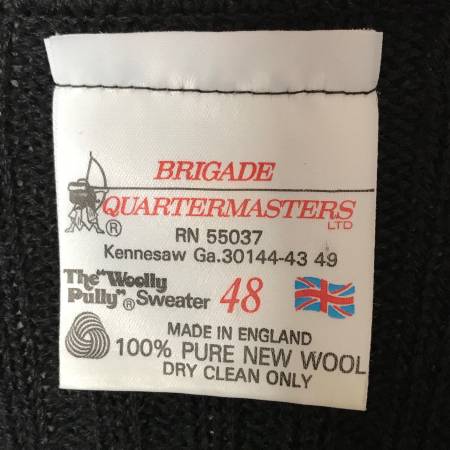 BRIGADE
QUARTERMASTERS
LTD
®
RN 55037
Kennesaw Ga.30144-43 49
The "Woolly
Pully"® Sweater 48
MADE IN ENGLAND
100% PURE NEW WOOL
DRY CLEAN ONLY